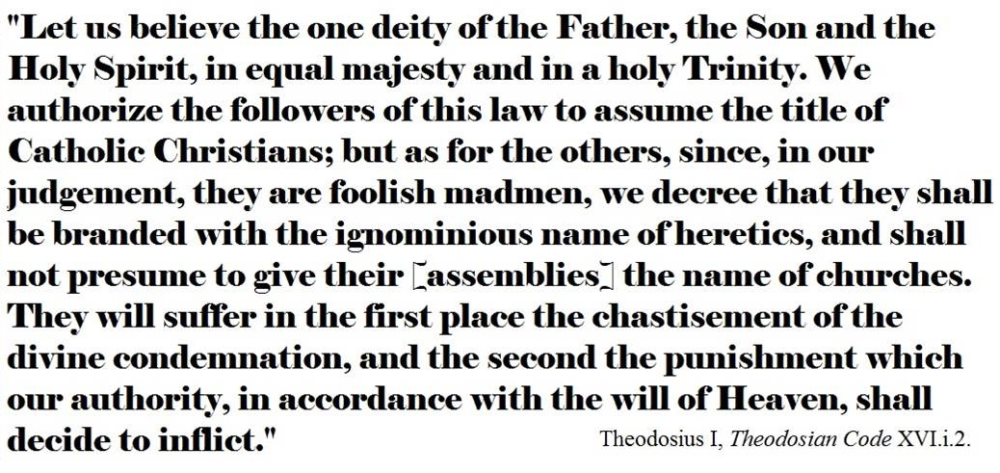 "Let us believe the one deity of the Father, the Son and the
Holy Spirit, in equal majesty and in a holy Trinity. We
authorize the followers of this law to assume the title of
Catholic Christians; but as for the others, since, in our
judgement, they are foolish madmen, we decree that they shall
be branded with the ignominious name of heretics, and shall
not presume to give their [assemblies] the name of churches.
They will suffer in the first place the chastisement of the
divine condemnation, and the second the punishment which
our authority, in accordance with the will of Heaven, shall
decide to inflict."
Theodosius I, Theodosian Code XVI.i.2.